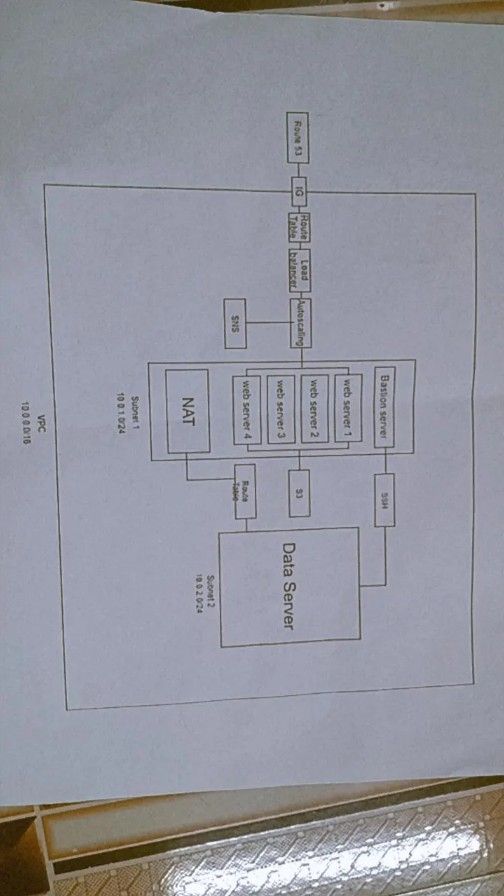 Bastion server
SSH
web server 1
web server 2
web server 3
web server 4
Route 53
IG
Route
Table
Load
balancer
Autoscaling
SNS
S3
Data Server
Route
Table
NAT
Subnet 2
10.0.2.0/24
Subnet 1
10.0.1.0/24
VPC
10.0.0.0/16